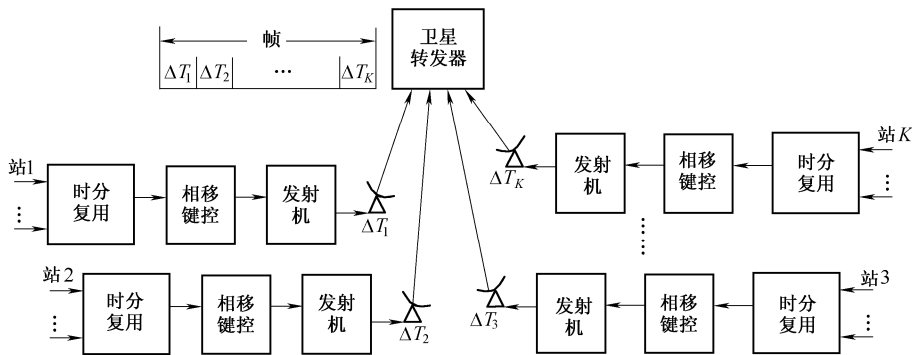 帧
ΔT₁ ΔT₂ … ΔT_K
卫星
转发器
站1
⋮
时分
复用
相移
键控
发射
机
ΔT₁
ΔT_K
发射
机
相移
键控
时分
复用
站K
⋮
⋮
站2
⋮
时分
复用
相移
键控
发射
机
ΔT₂
ΔT₃
发射
机
相移
键控
时分
复用
站3
⋮